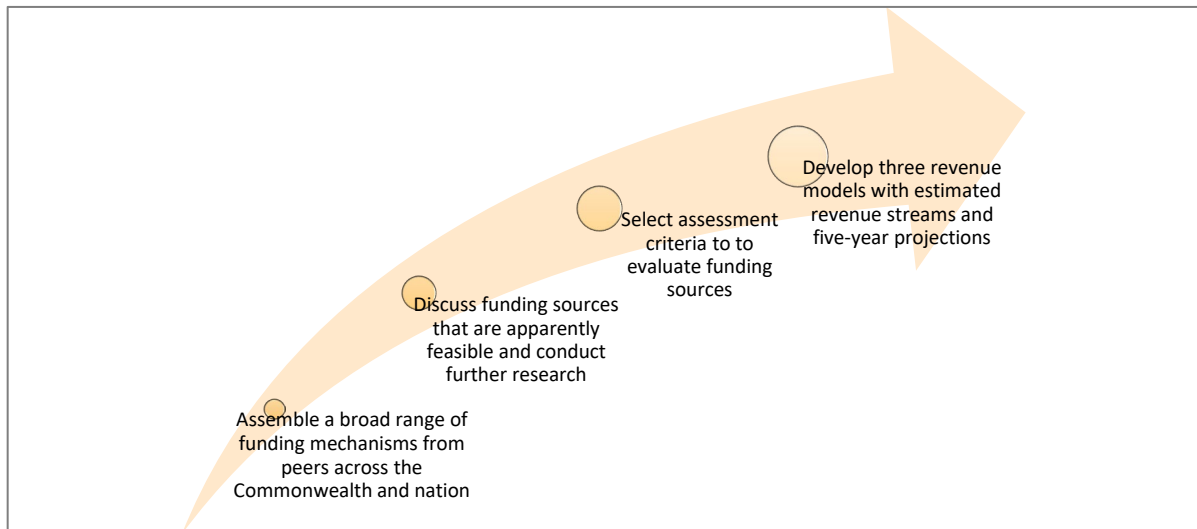 Assemble a broad range of
funding mechanisms from
peers across the
Commonwealth and nation
Discuss funding sources
that are apparently
feasible and conduct
further research
Select assessment
criteria to to
evaluate funding
sources
Develop three revenue
models with estimated
revenue streams and
five-year projections